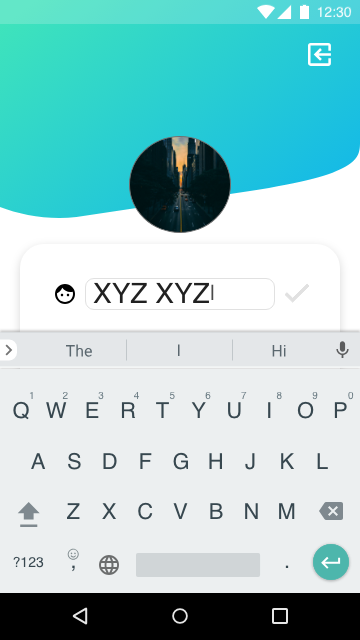 12:30
XYZ XYZ
The
I
Hi
1 2 3 4 5 6 7 8 9 0
Q W E R T Y U I O P
A S D F G H J K L
Z X C V B N M
?123 , .